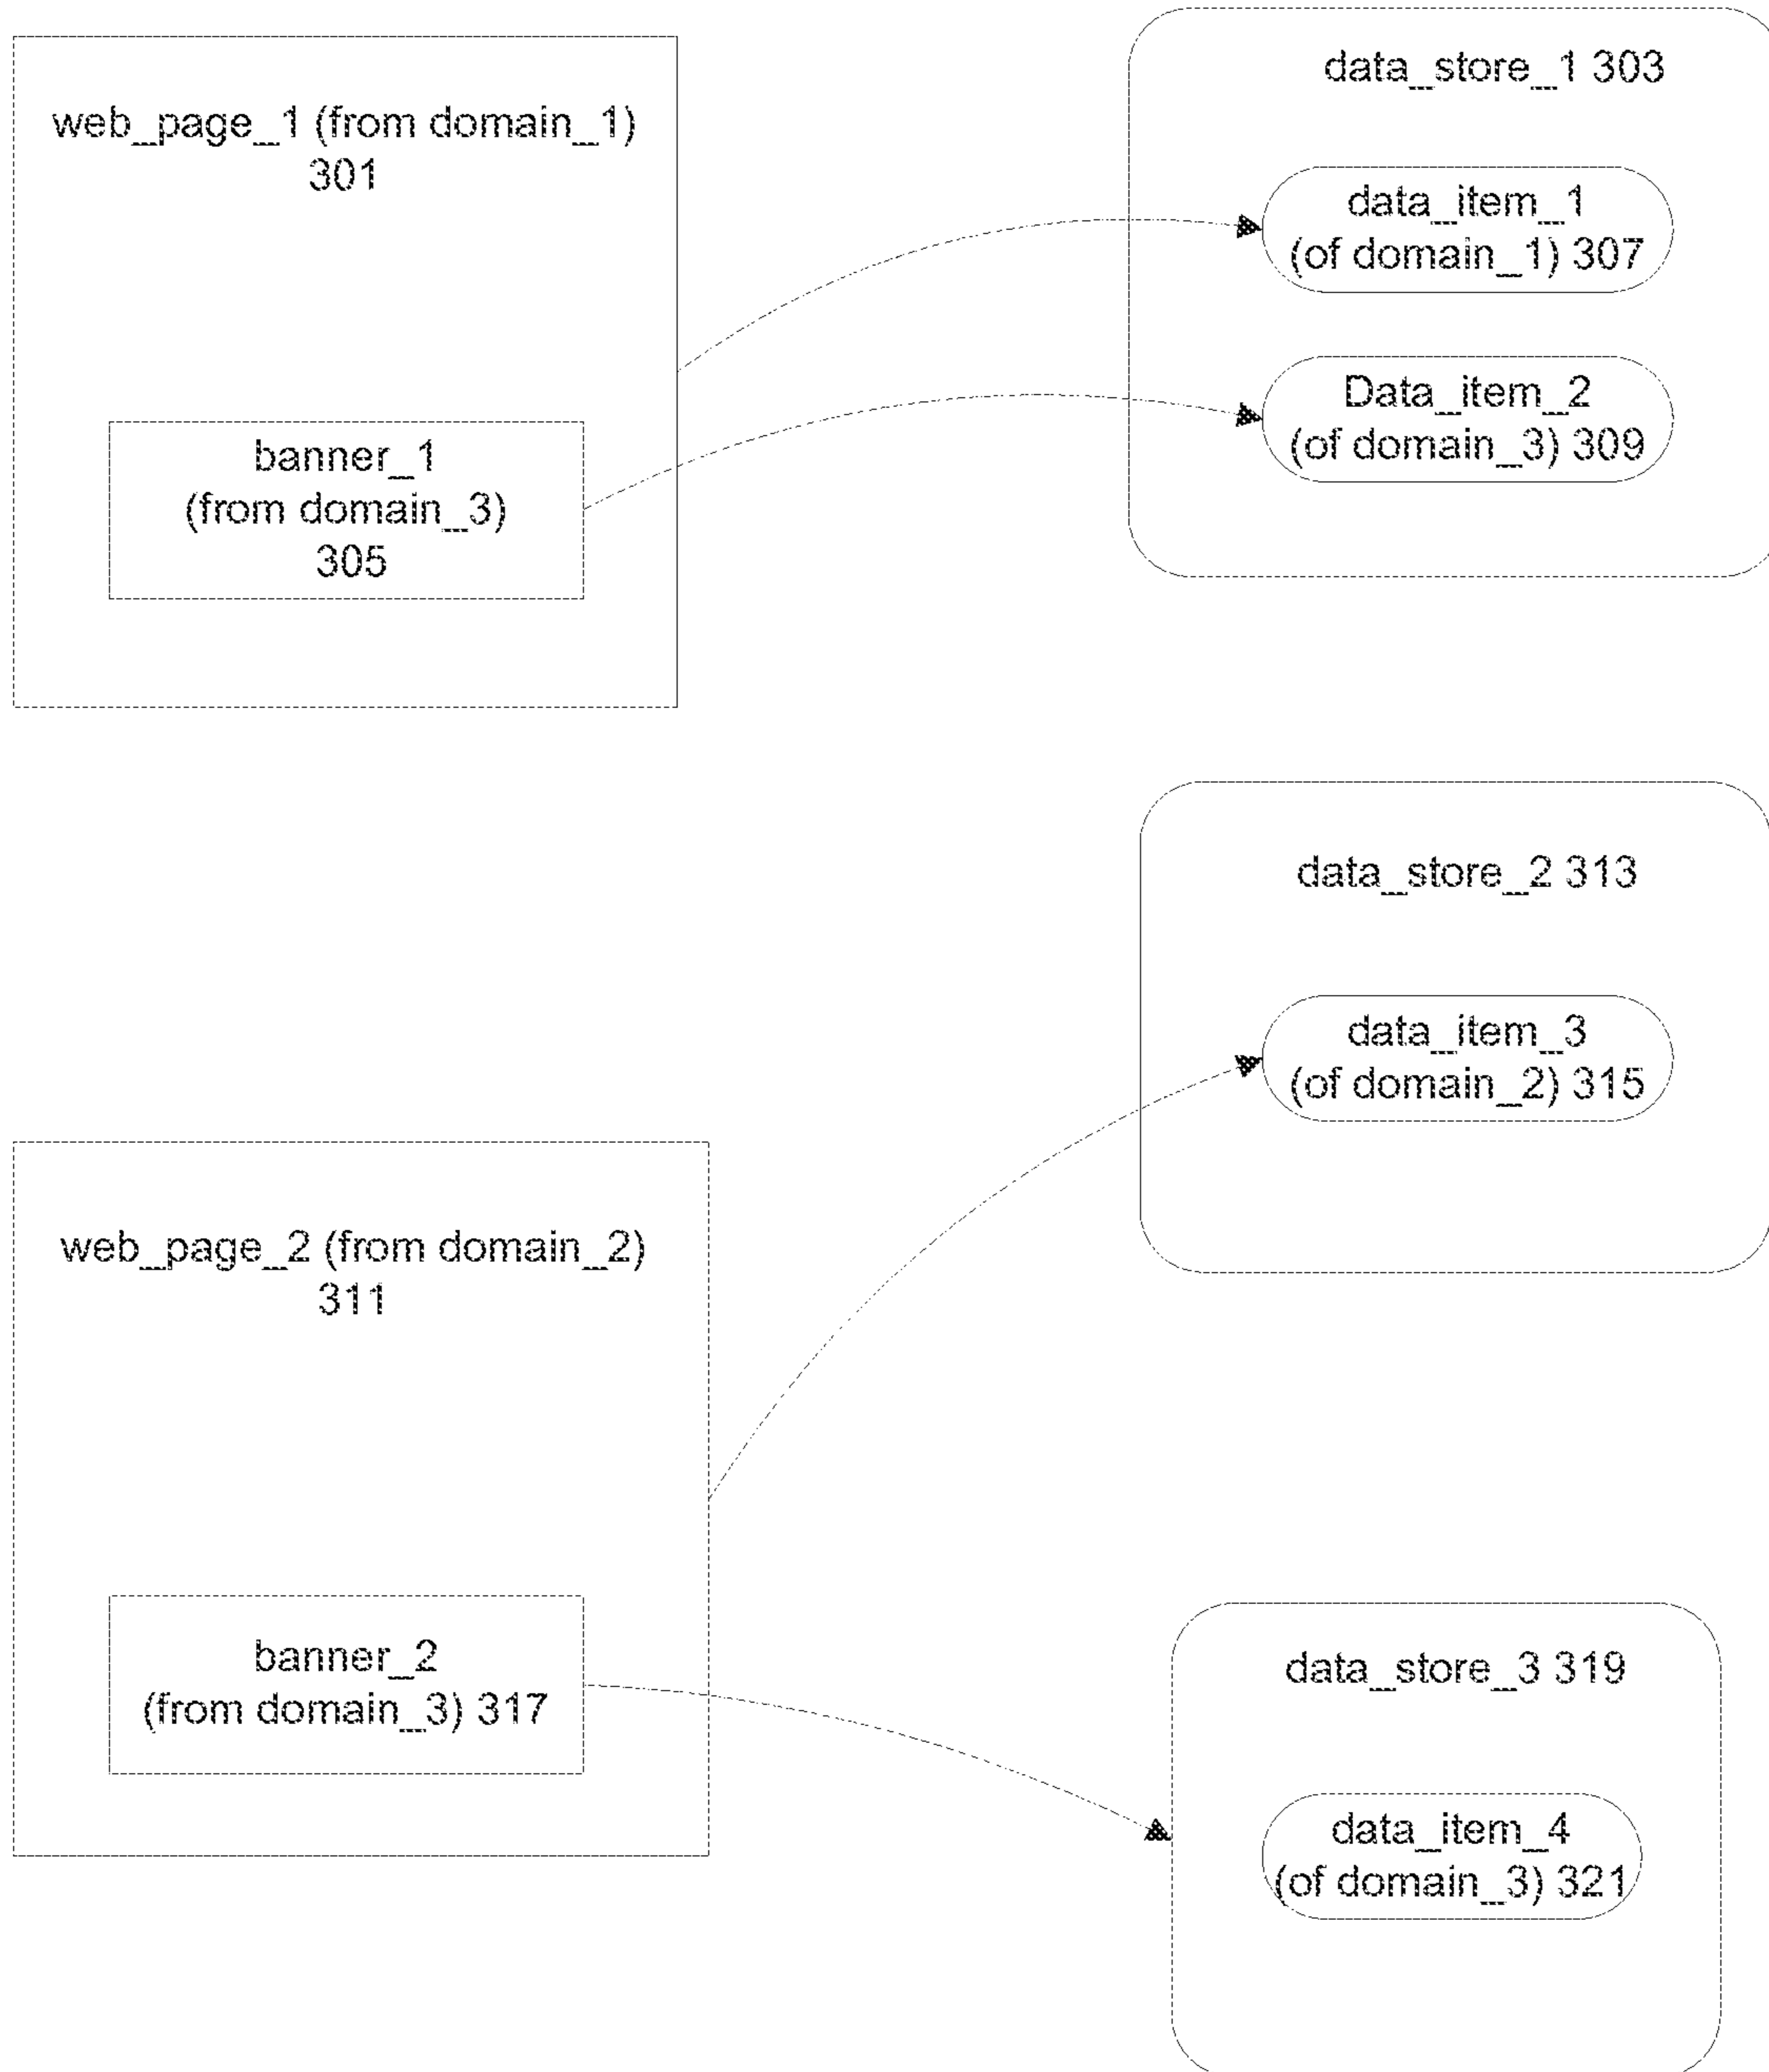 web_page_1 (from domain_1)
301
banner_1
(from domain_3)
305
data_store_1 303
data_item_1
(of domain_1) 307
Data_item_2
(of domain_3) 309
data_store_2 313
data_item_3
(of domain_2) 315
web_page_2 (from domain_2)
311
banner_2
(from domain_3) 317
data_store_3 319
data_item_4
(of domain_3) 321